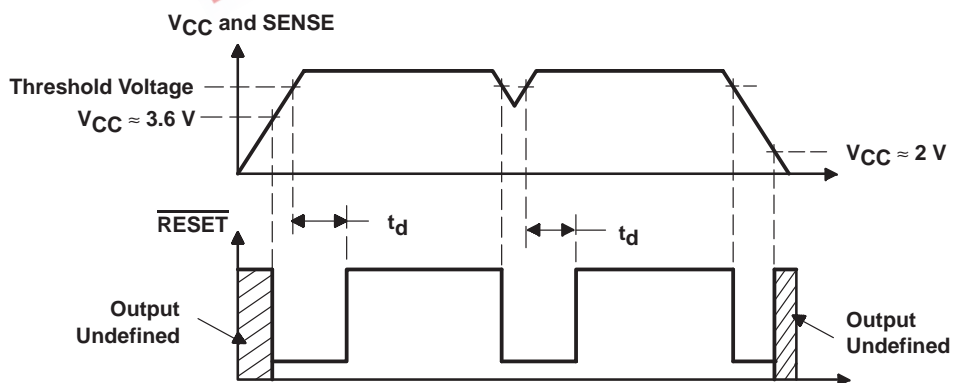 VCC and SENSE
Threshold Voltage
VCC ≈ 3.6 V
VCC ≈ 2 V
RESET
td
td
Output
Undefined
Output
Undefined